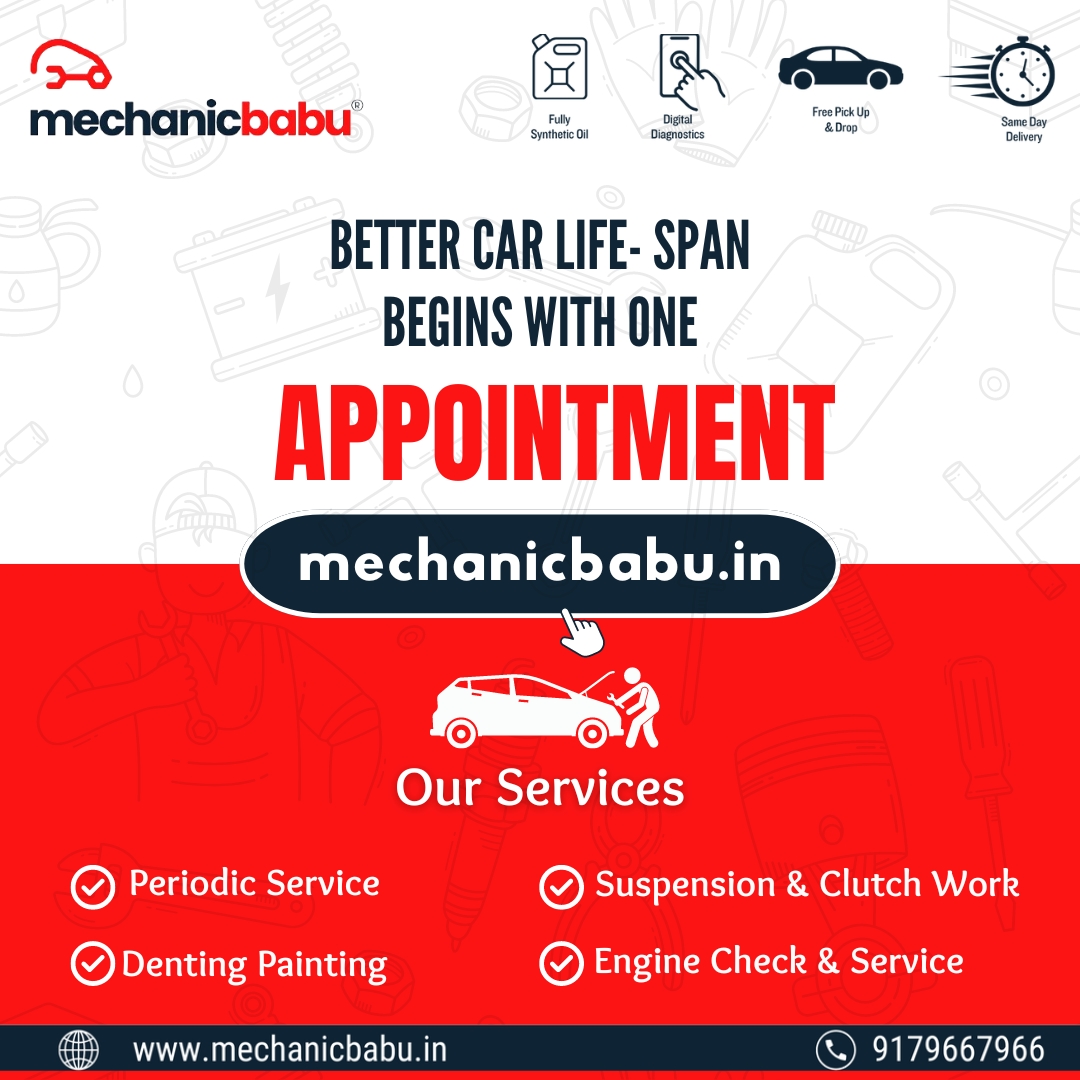 mechanicbabu®
Fully
Synthetic Oil
Digital
Diagnostics
Free Pick Up
& Drop
Same Day
Delivery
BETTER CAR LIFE- SPAN
BEGINS WITH ONE
APPOINTMENT
mechanicbabu.in
Our Services
Periodic Service
Suspension & Clutch Work
Denting Painting
Engine Check & Service
www.mechanicbabu.in
9179667966